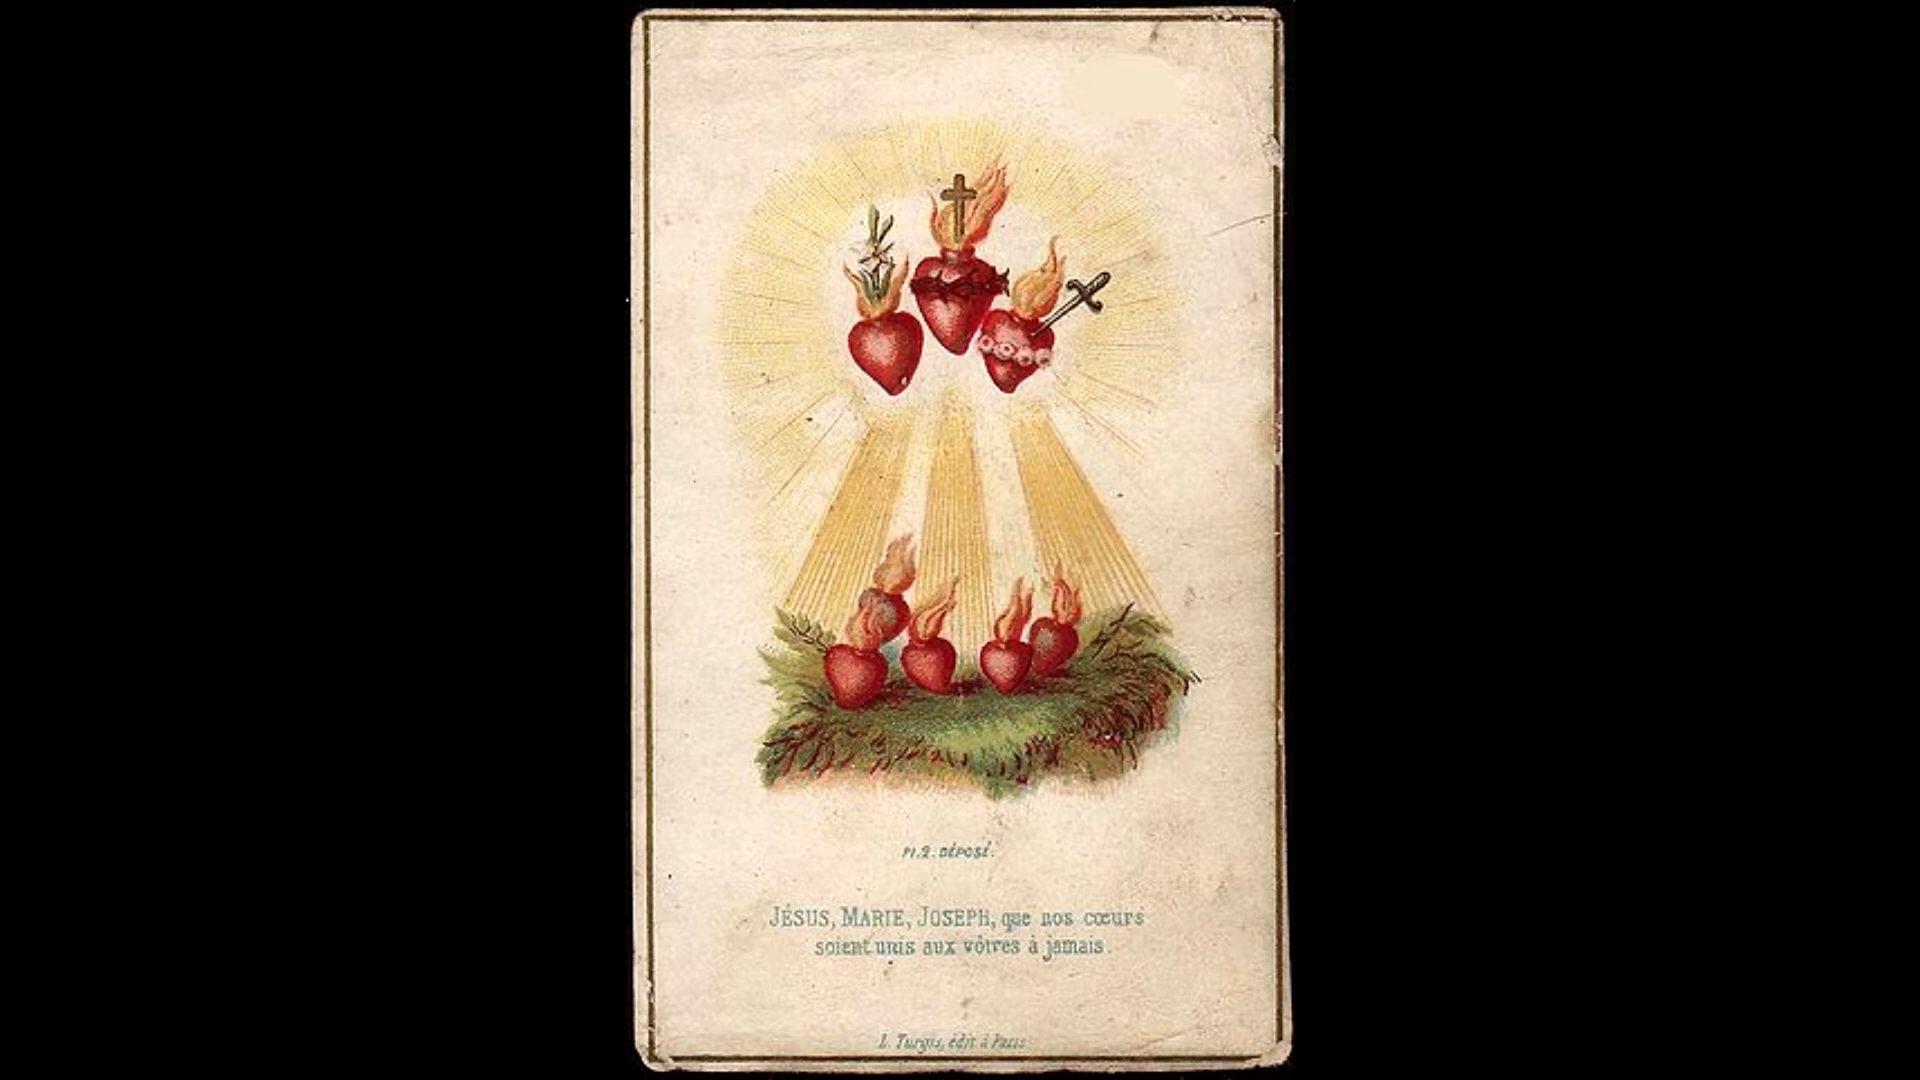 Pl.2. DÉPOSÉ.
JÉSUS, MARIE, JOSEPH, que nos cœurs
soient unis aux vôtres à jamais.
L. Turgis, édit à Paris